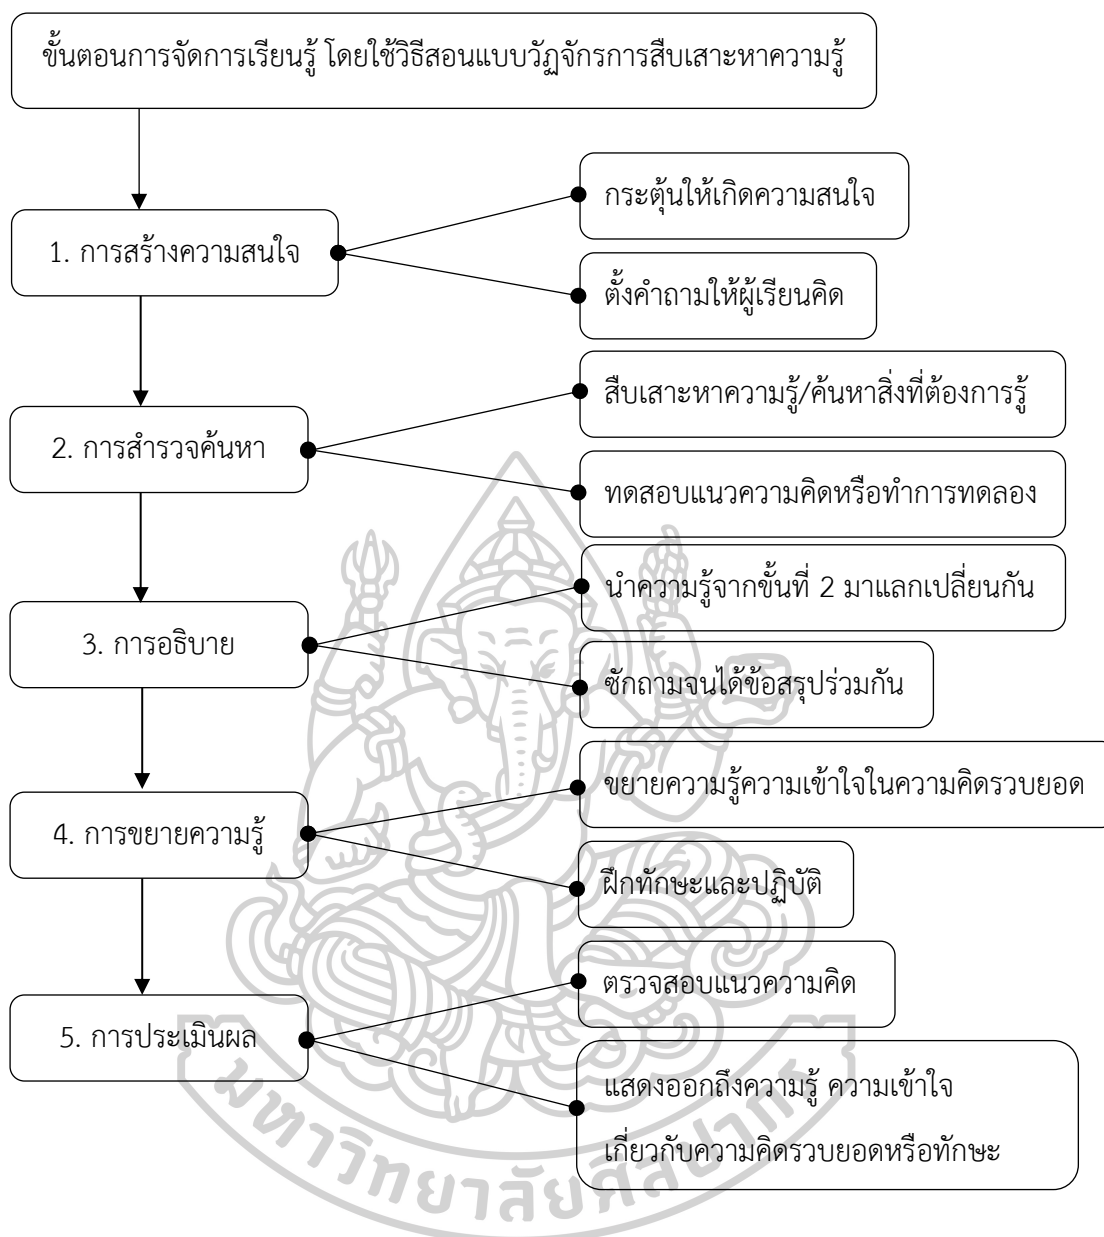 ขั้นตอนการจัดการเรียนรู้ โดยใช้วิธีสอนแบบวัฏจักรการสืบเสาะหาความรู้
1. การสร้างความสนใจ
กระตุ้นให้เกิดความสนใจ
ตั้งคำถามให้ผู้เรียนคิด
2. การสำรวจค้นหา
สืบเสาะหาความรู้/ค้นหาสิ่งที่ต้องการรู้
ทดสอบแนวความคิดหรือทำการทดลอง
3. การอธิบาย
นำความรู้จากขั้นที่ 2 มาแลกเปลี่ยนกัน
ซักถามจนได้ข้อสรุปร่วมกัน
4. การขยายความรู้
ขยายความรู้ความเข้าใจในความคิดรวบยอด
ฝึกทักษะและปฏิบัติ
5. การประเมินผล
ตรวจสอบแนวความคิด
แสดงออกถึงความรู้ ความเข้าใจ
เกี่ยวกับความคิดรวบยอดหรือทักษะ
มหาวิทยาลัยศิลปากร